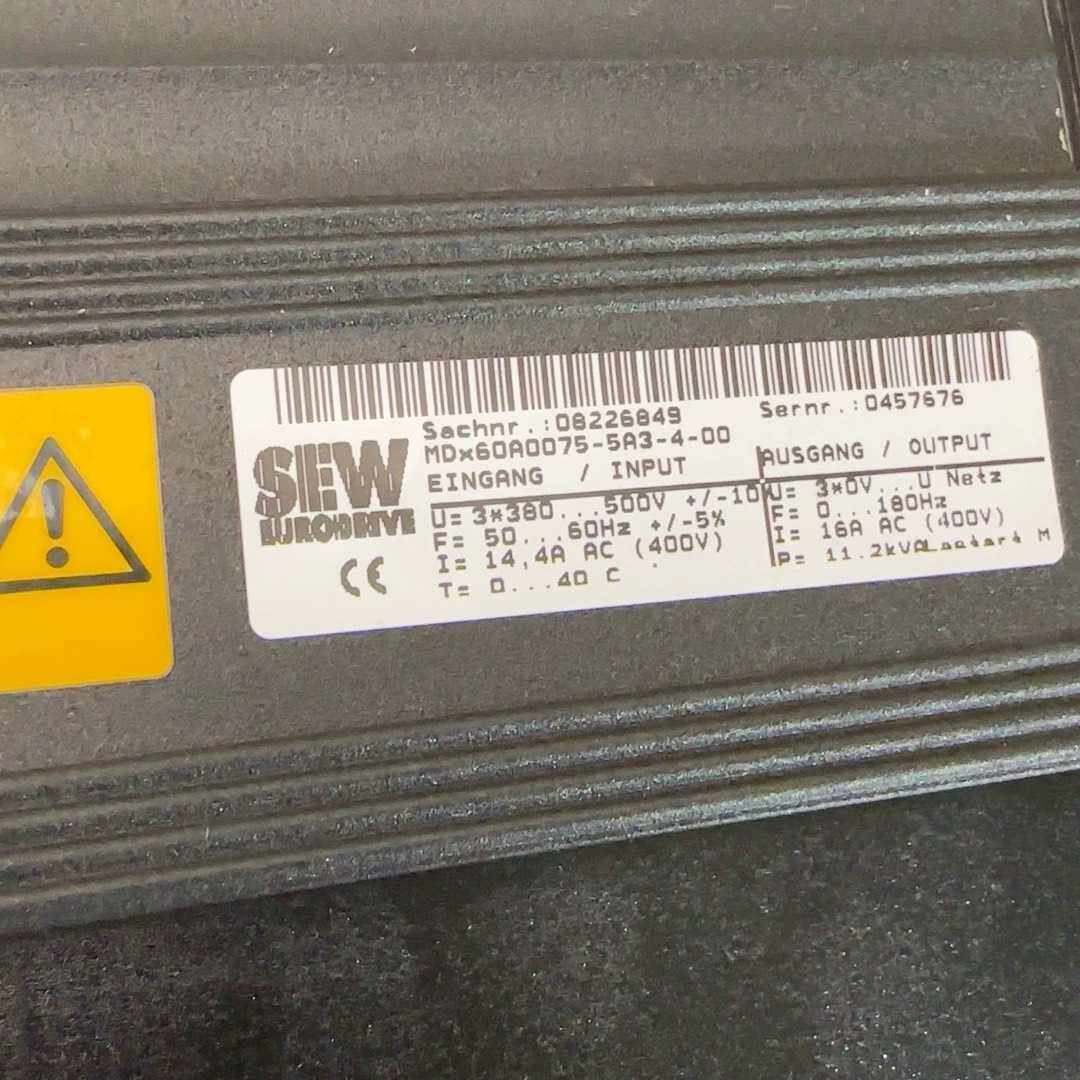 Sachnr.:08226849
Sernr.:0457676
MDx60A0075-5A3-4-00
SEW
EURODRIVE
CE
EINGANG / INPUT
U= 3*380...500V +/-10%
F= 50...60Hz +/-5%
I= 14,4A AC (400V)
T= 0...40 C
AUSGANG / OUTPUT
U= 3*0V...U Netz
F= 0...180Hz
I= 16A AC (400V)
P= 11.2kVA Lastart M